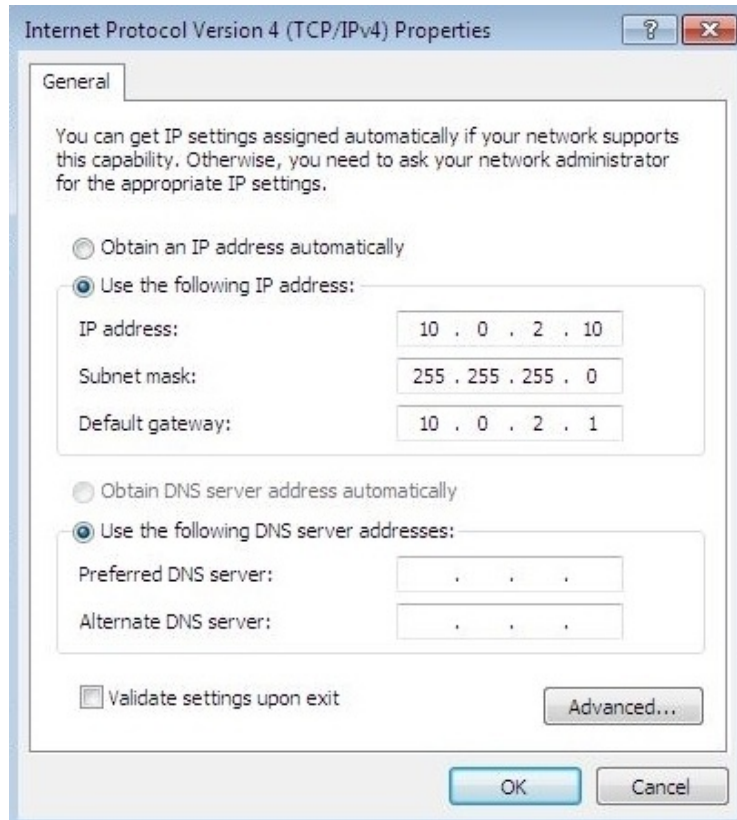 Internet Protocol Version 4 (TCP/IPv4) Properties
?
General
You can get IP settings assigned automatically if your network supports
this capability. Otherwise, you need to ask your network administrator
for the appropriate IP settings.
Obtain an IP address automatically
Use the following IP address:
IP address: 10 . 0 . 2 . 10
Subnet mask: 255 . 255 . 255 . 0
Default gateway: 10 . 0 . 2 . 1
Obtain DNS server address automatically
Use the following DNS server addresses:
Preferred DNS server: . . .
Alternate DNS server: . . .
Validate settings upon exit
Advanced...
OK Cancel